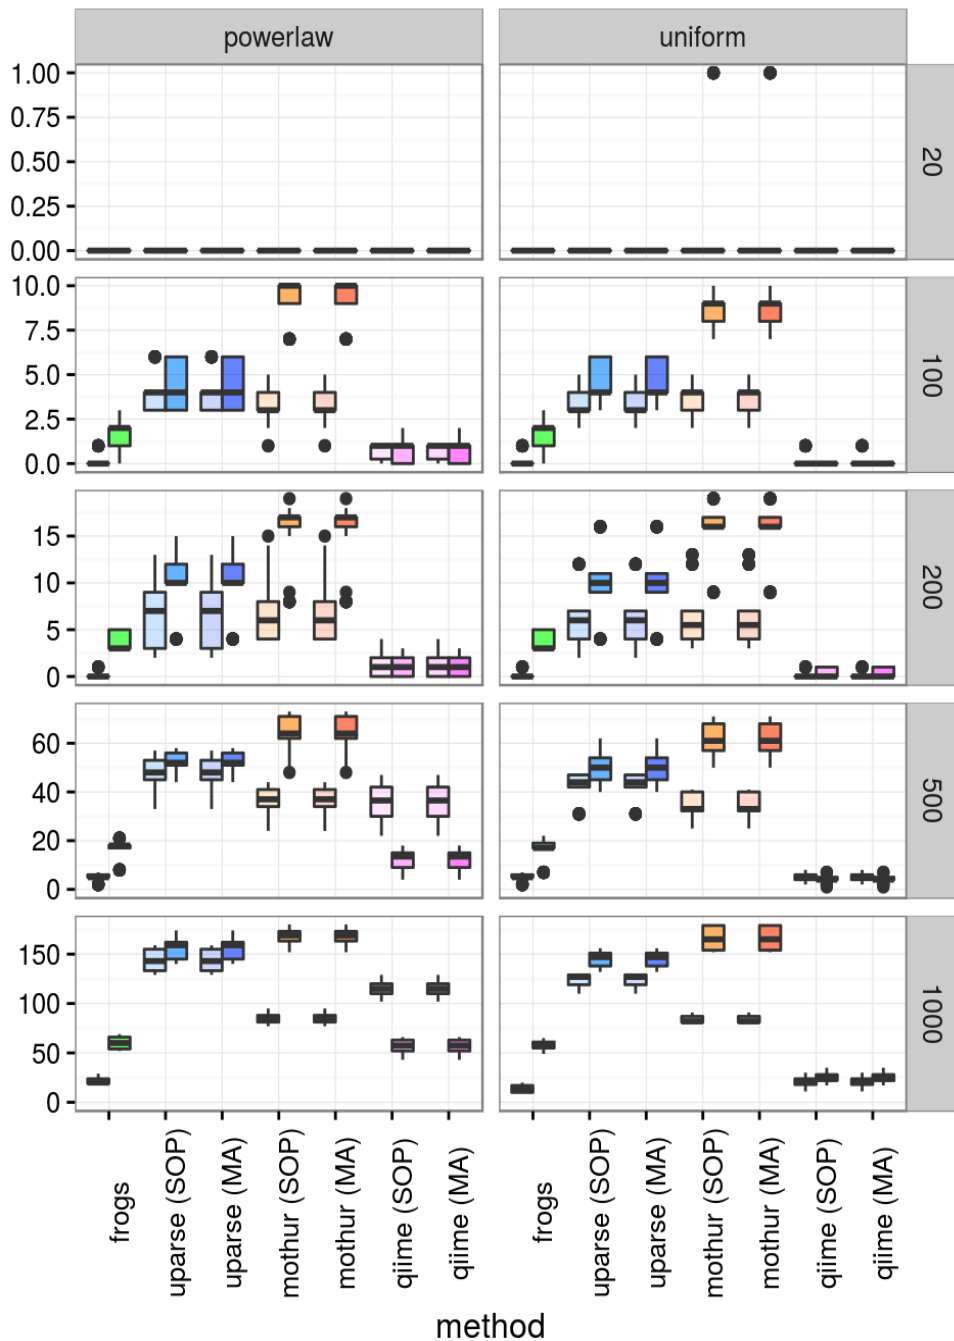 powerlaw
uniform
1.00
0.75
0.50
0.25
0.00
20
10.0
7.5
5.0
2.5
0.0
100
15
10
5
0
200
60
40
20
0
500
150
100
50
0
1000
frogs
uparse (SOP)
uparse (MA)
mothur (SOP)
mothur (MA)
qiime (SOP)
qiime (MA)
frogs
uparse (SOP)
uparse (MA)
mothur (SOP)
mothur (MA)
qiime (SOP)
qiime (MA)
method